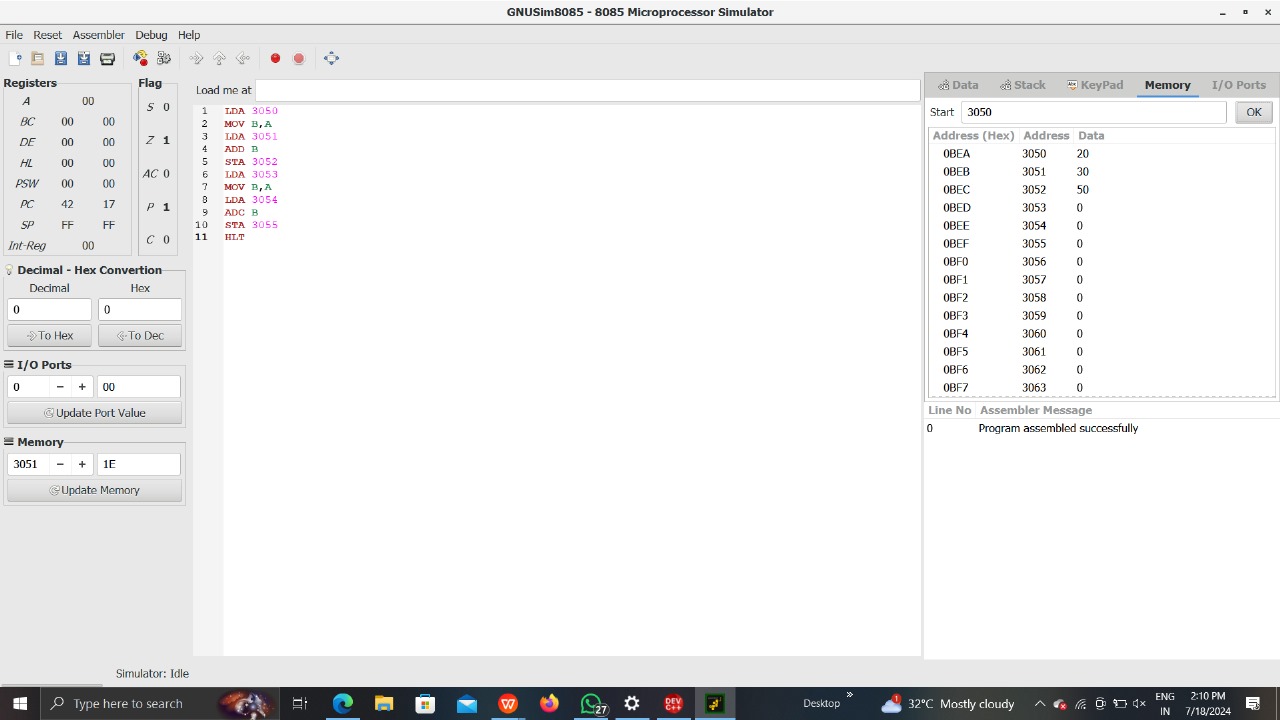 GNUSim8085 - 8085 Microprocessor Simulator
File Reset Assembler Debug Help
Registers
A 00
BC 00 00
DE 00 00
HL 00 00
PSW 00 00
PC 42 17
SP FF FF
Int-Reg 00
Flag
S 0
Z 1
AC 0
P 1
C 0
Decimal - Hex Convertion
Decimal Hex
0 0
To Hex To Dec
I/O Ports
0 − + 00
Update Port Value
Memory
3051 − + 1E
Update Memory
Load me at
1 LDA 3050
2 MOV B,A
3 LDA 3051
4 ADD B
5 STA 3052
6 LDA 3053
7 MOV B,A
8 LDA 3054
9 ADC B
10 STA 3055
11 HLT
Data Stack KeyPad Memory I/O Ports
Start 3050 OK
Address (Hex) Address Data
0BEA 3050 20
0BEB 3051 30
0BEC 3052 50
0BED 3053 0
0BEE 3054 0
0BEF 3055 0
0BF0 3056 0
0BF1 3057 0
0BF2 3058 0
0BF3 3059 0
0BF4 3060 0
0BF5 3061 0
0BF6 3062 0
0BF7 3063 0
Line No Assembler Message
0 Program assembled successfully
Simulator: Idle
Type here to search
W
27
DEV
C++
Desktop
»
1
32°C Mostly cloudy
ENG
IN
2:10 PM
7/18/2024